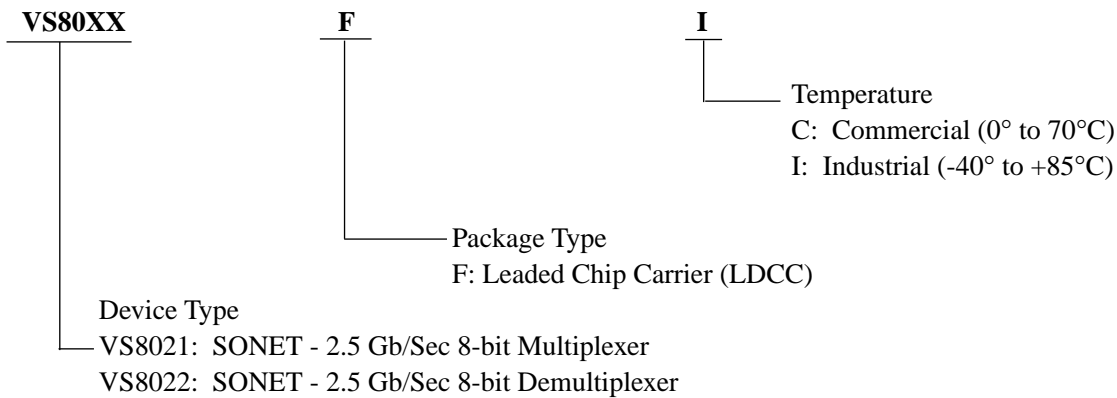 VS80XX F I
Temperature
C: Commercial (0° to 70°C)
I: Industrial (-40° to +85°C)
Package Type
F: Leaded Chip Carrier (LDCC)
Device Type
VS8021: SONET - 2.5 Gb/Sec 8-bit Multiplexer
VS8022: SONET - 2.5 Gb/Sec 8-bit Demultiplexer